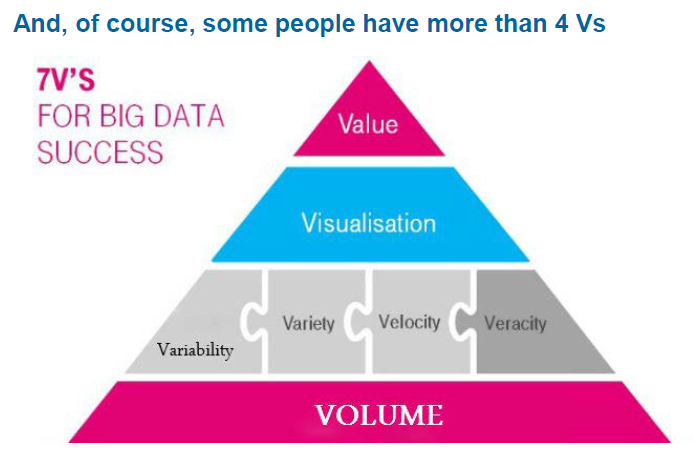 And, of course, some people have more than 4 Vs
7V'S
FOR BIG DATA
SUCCESS
Value
Visualisation
Variability
Variety
Velocity
Veracity
VOLUME